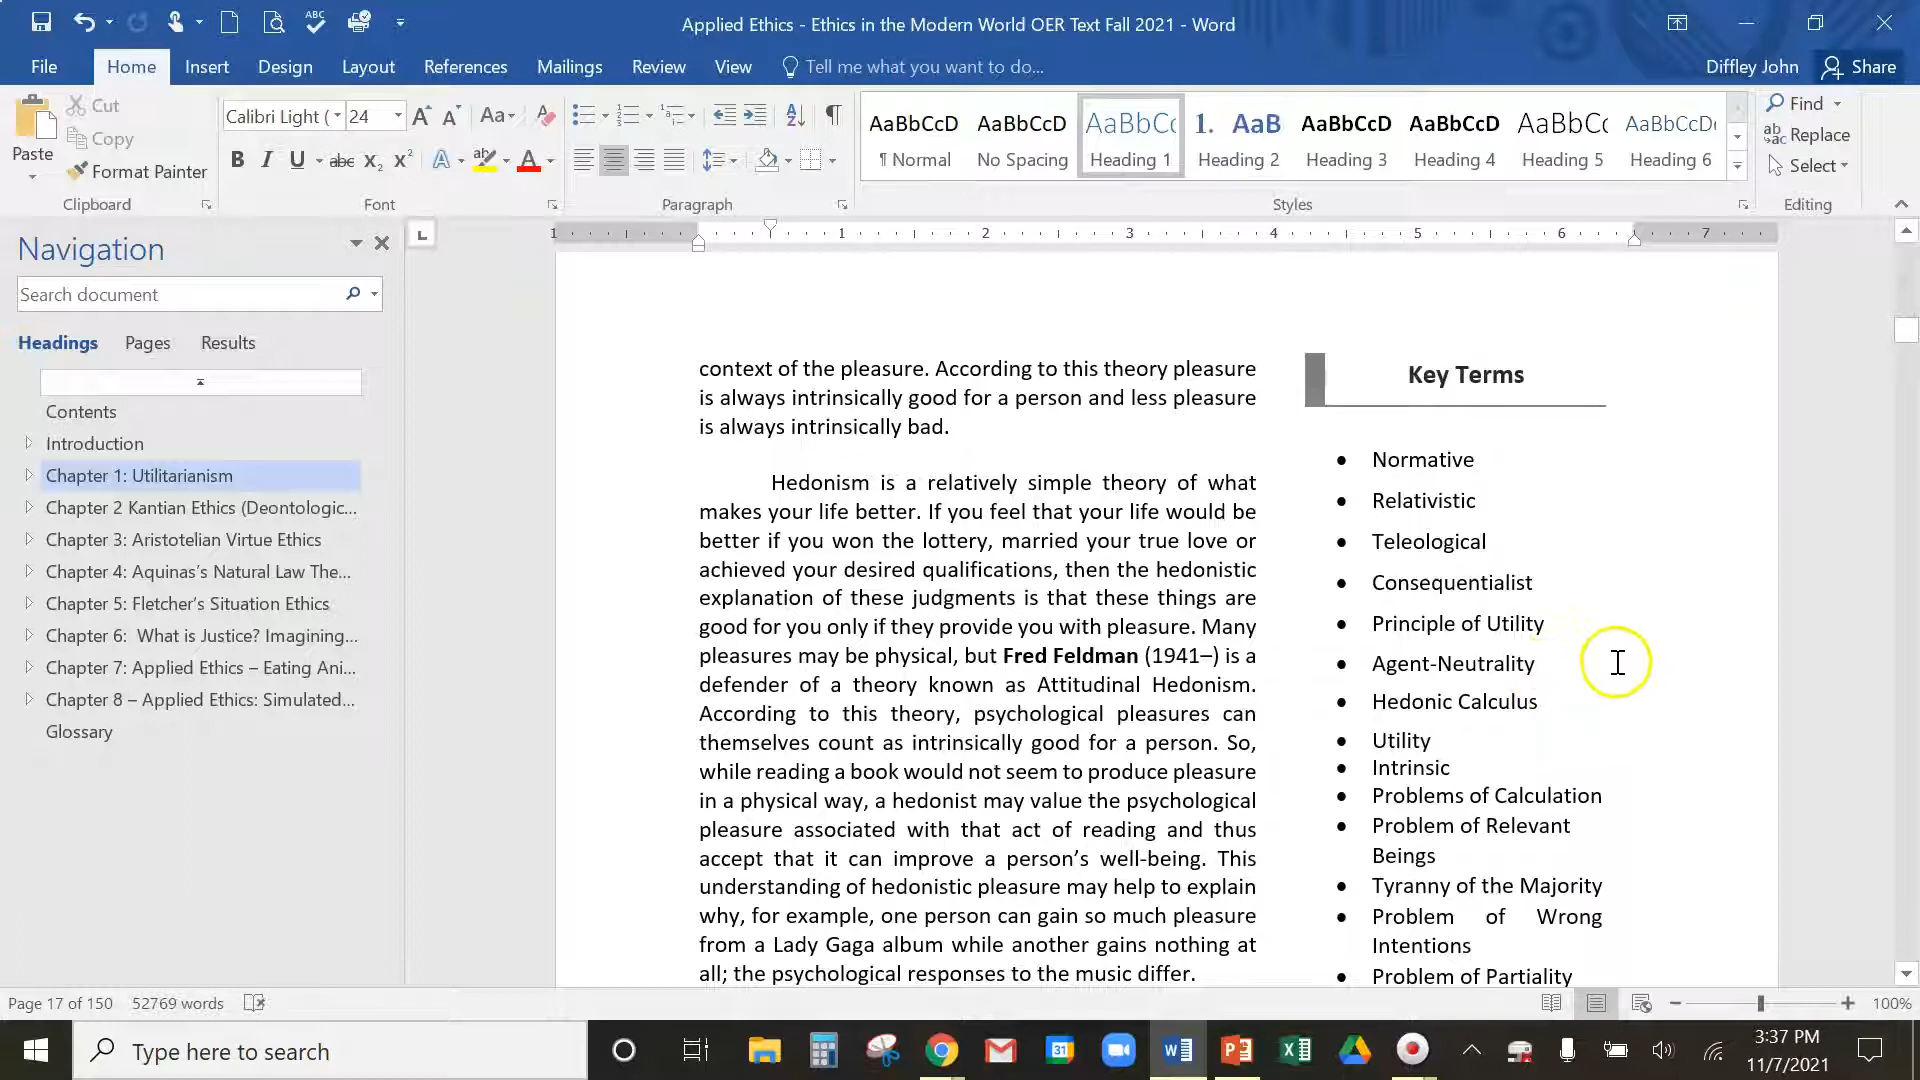 Applied Ethics - Ethics in the Modern World OER Text Fall 2021 - Word
File Home Insert Design Layout References Mailings Review View Tell me what you want to do... Diffley John Share
Paste
Cut
Copy
Format Painter
Clipboard
Calibri Light ( 24
Font
Paragraph
AaBbCcD AaBbCcD AaBbCc 1. AaB AaBbCcD AaBbCcD AaBbCc AaBbCcD
¶ Normal No Spacing Heading 1 Heading 2 Heading 3 Heading 4 Heading 5 Heading 6
Styles
Find
Replace
Select
Editing
Navigation
Search document
Headings Pages Results
Contents
Introduction
Chapter 1: Utilitarianism
Chapter 2 Kantian Ethics (Deontologic...
Chapter 3: Aristotelian Virtue Ethics
Chapter 4: Aquinas’s Natural Law The...
Chapter 5: Fletcher’s Situation Ethics
Chapter 6: What is Justice? Imagining...
Chapter 7: Applied Ethics – Eating Ani...
Chapter 8 – Applied Ethics: Simulated...
Glossary
1 1 2 3 4 5 6 7
context of the pleasure. According to this theory pleasure
is always intrinsically good for a person and less pleasure
is always intrinsically bad.
Hedonism is a relatively simple theory of what
makes your life better. If you feel that your life would be
better if you won the lottery, married your true love or
achieved your desired qualifications, then the hedonistic
explanation of these judgments is that these things are
good for you only if they provide you with pleasure. Many
pleasures may be physical, but Fred Feldman (1941–) is a
defender of a theory known as Attitudinal Hedonism.
According to this theory, psychological pleasures can
themselves count as intrinsically good for a person. So,
while reading a book would not seem to produce pleasure
in a physical way, a hedonist may value the psychological
pleasure associated with that act of reading and thus
accept that it can improve a person’s well-being. This
understanding of hedonistic pleasure may help to explain
why, for example, one person can gain so much pleasure
from a Lady Gaga album while another gains nothing at
all; the psychological responses to the music differ.
Key Terms
• Normative
• Relativistic
• Teleological
• Consequentialist
• Principle of Utility
• Agent-Neutrality
• Hedonic Calculus
• Utility
• Intrinsic
• Problems of Calculation
• Problem of Relevant
Beings
• Tyranny of the Majority
• Problem of Wrong
Intentions
• Problem of Partiality
Page 17 of 150 52769 words 100%
Type here to search
3:37 PM
11/7/2021